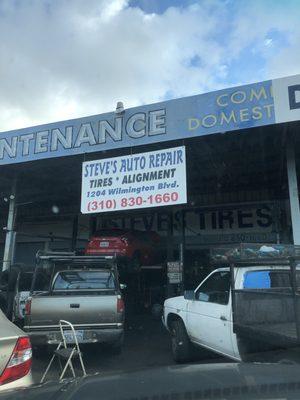 NTENANCE
COM
DOMEST
STEVE'S AUTO REPAIR
TIRES * ALIGNMENT
1204 Wilmington Blvd.
(310) 830-1660
STEVE'S TIRES